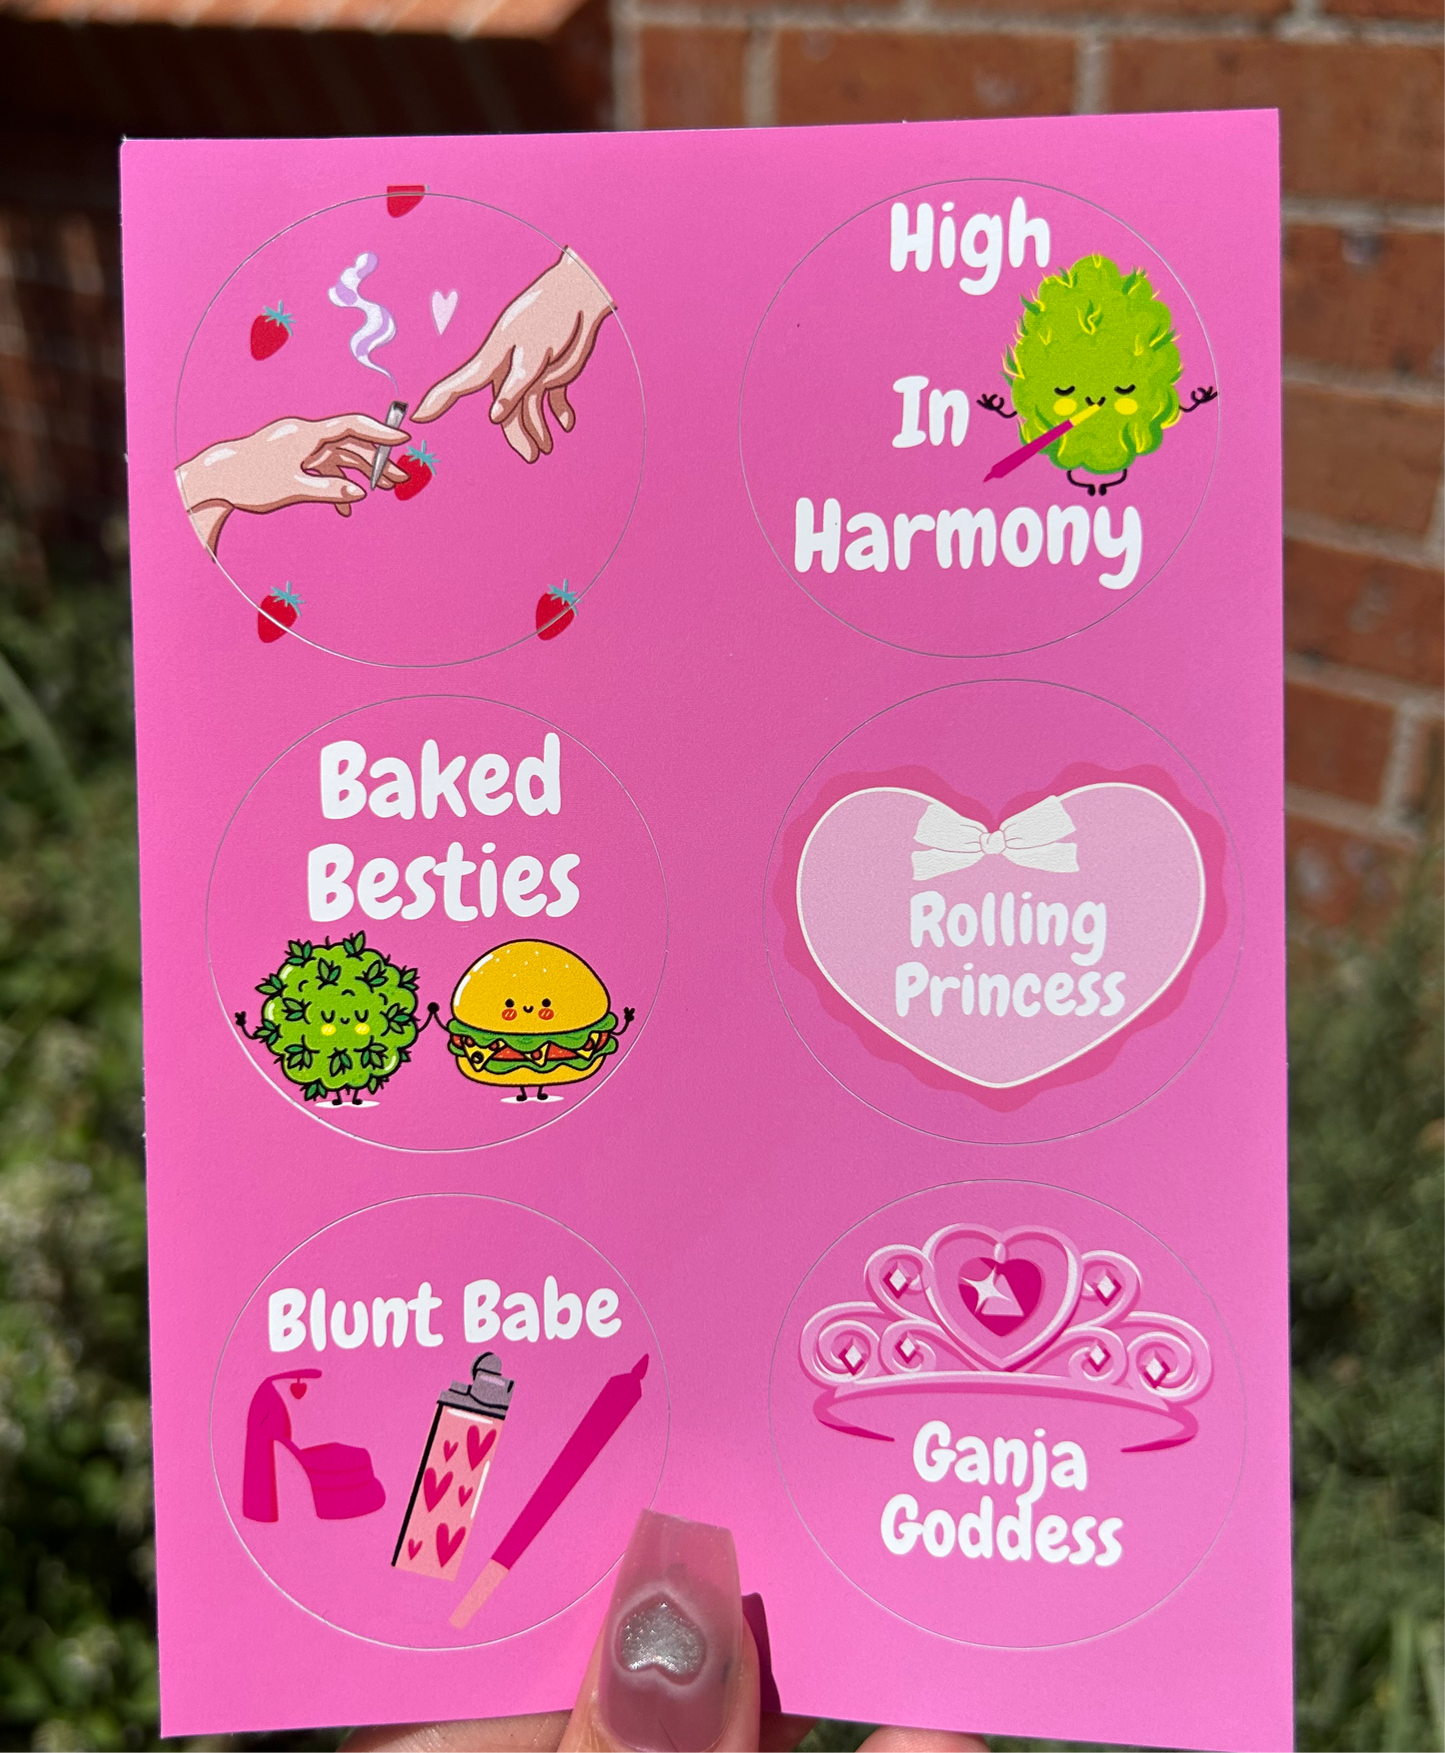 High
In
Harmony
Baked
Besties
Rolling
Princess
Blunt Babe
Ganja
Goddess